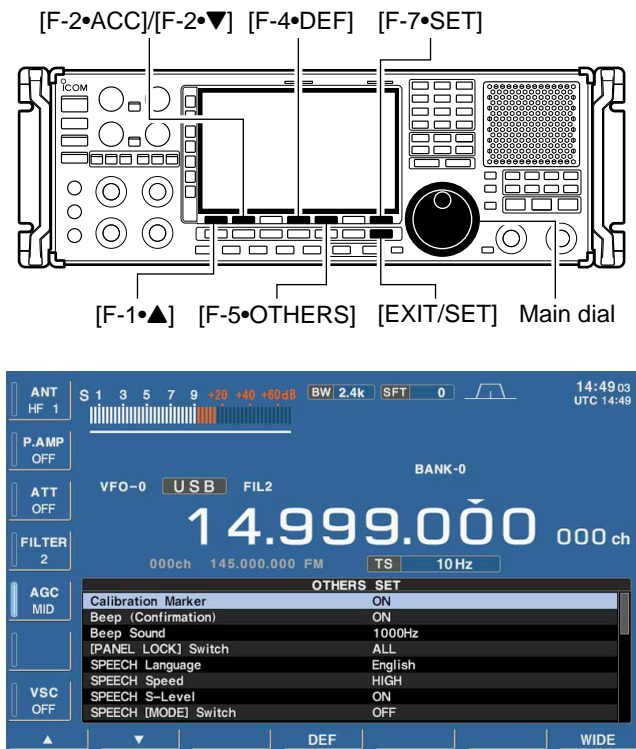 [F-2•ACC]/[F-2•▼] [F-4•DEF] [F-7•SET]
ICOM
[F-1•▲] [F-5•OTHERS] [EXIT/SET] Main dial
ANT
HF 1
S 1 3 5 7 9 +20 +40 +60dB
BW 2.4k SFT 0
14:49 03
UTC 14:49
P.AMP
OFF
BANK-0
ATT
OFF
VFO-0 USB FIL2
14.999.000 000 ch
FILTER
2
000ch 145.000.000 FM TS 10Hz
AGC
MID
OTHERS SET
Calibration Marker ON
Beep (Confirmation) ON
Beep Sound 1000Hz
[PANEL LOCK] Switch ALL
SPEECH Language English
SPEECH Speed HIGH
SPEECH S-Level ON
SPEECH [MODE] Switch OFF
VSC
OFF
▲ ▼ DEF WIDE